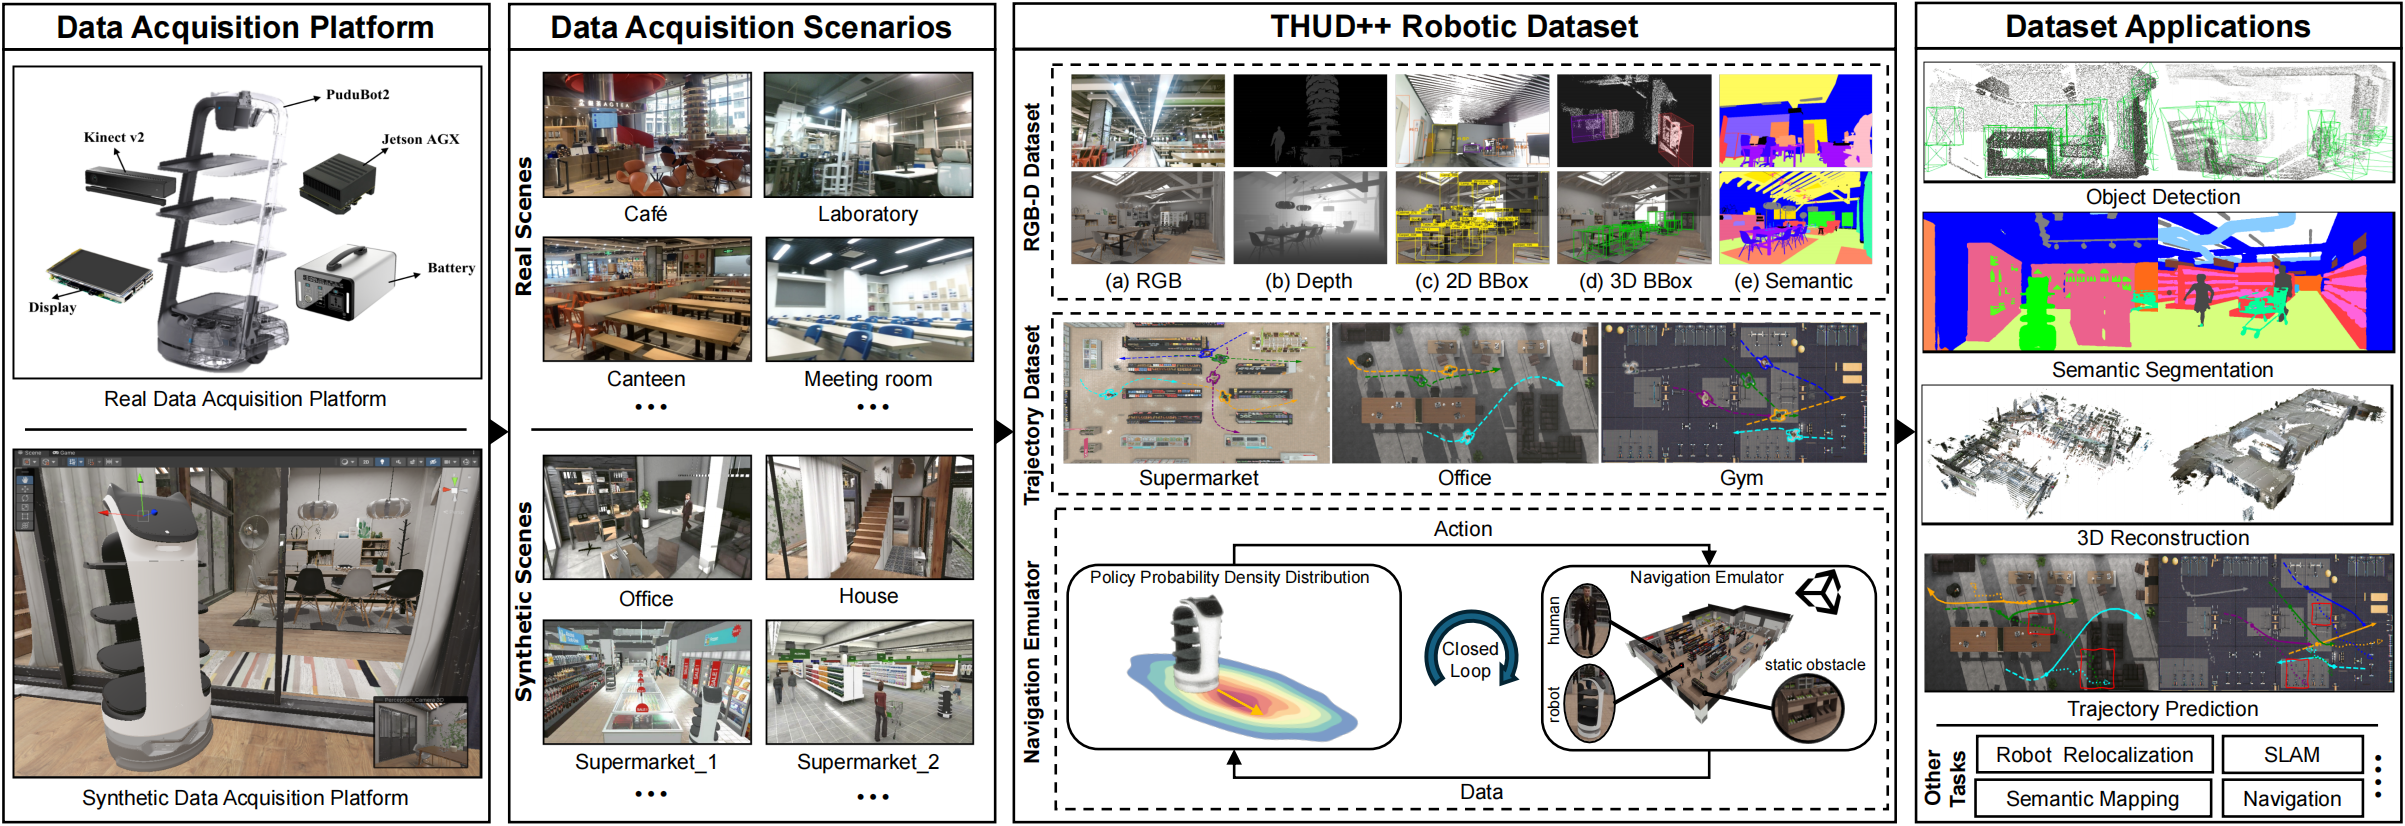 Data Acquisition Platform
PuduBot2
Kinect v2
Jetson AGX
Battery
Display
Real Data Acquisition Platform
Synthetic Data Acquisition Platform
Data Acquisition Scenarios
Real Scenes
Café
Laboratory
Canteen
Meeting room
Synthetic Scenes
Office
House
Supermarket_1
Supermarket_2
THUD++ Robotic Dataset
RGB-D Dataset
(a) RGB
(b) Depth
(c) 2D BBox
(d) 3D BBox
(e) Semantic
Trajectory Dataset
Supermarket
Office
Gym
Navigation Emulator
Action
Policy Probability Density Distribution
Closed
Loop
Navigation Emulator
human
robot
static obstacle
Data
Dataset Applications
Object Detection
Semantic Segmentation
3D Reconstruction
Trajectory Prediction
Other
Tasks
Robot Relocalization
SLAM
Semantic Mapping
Navigation